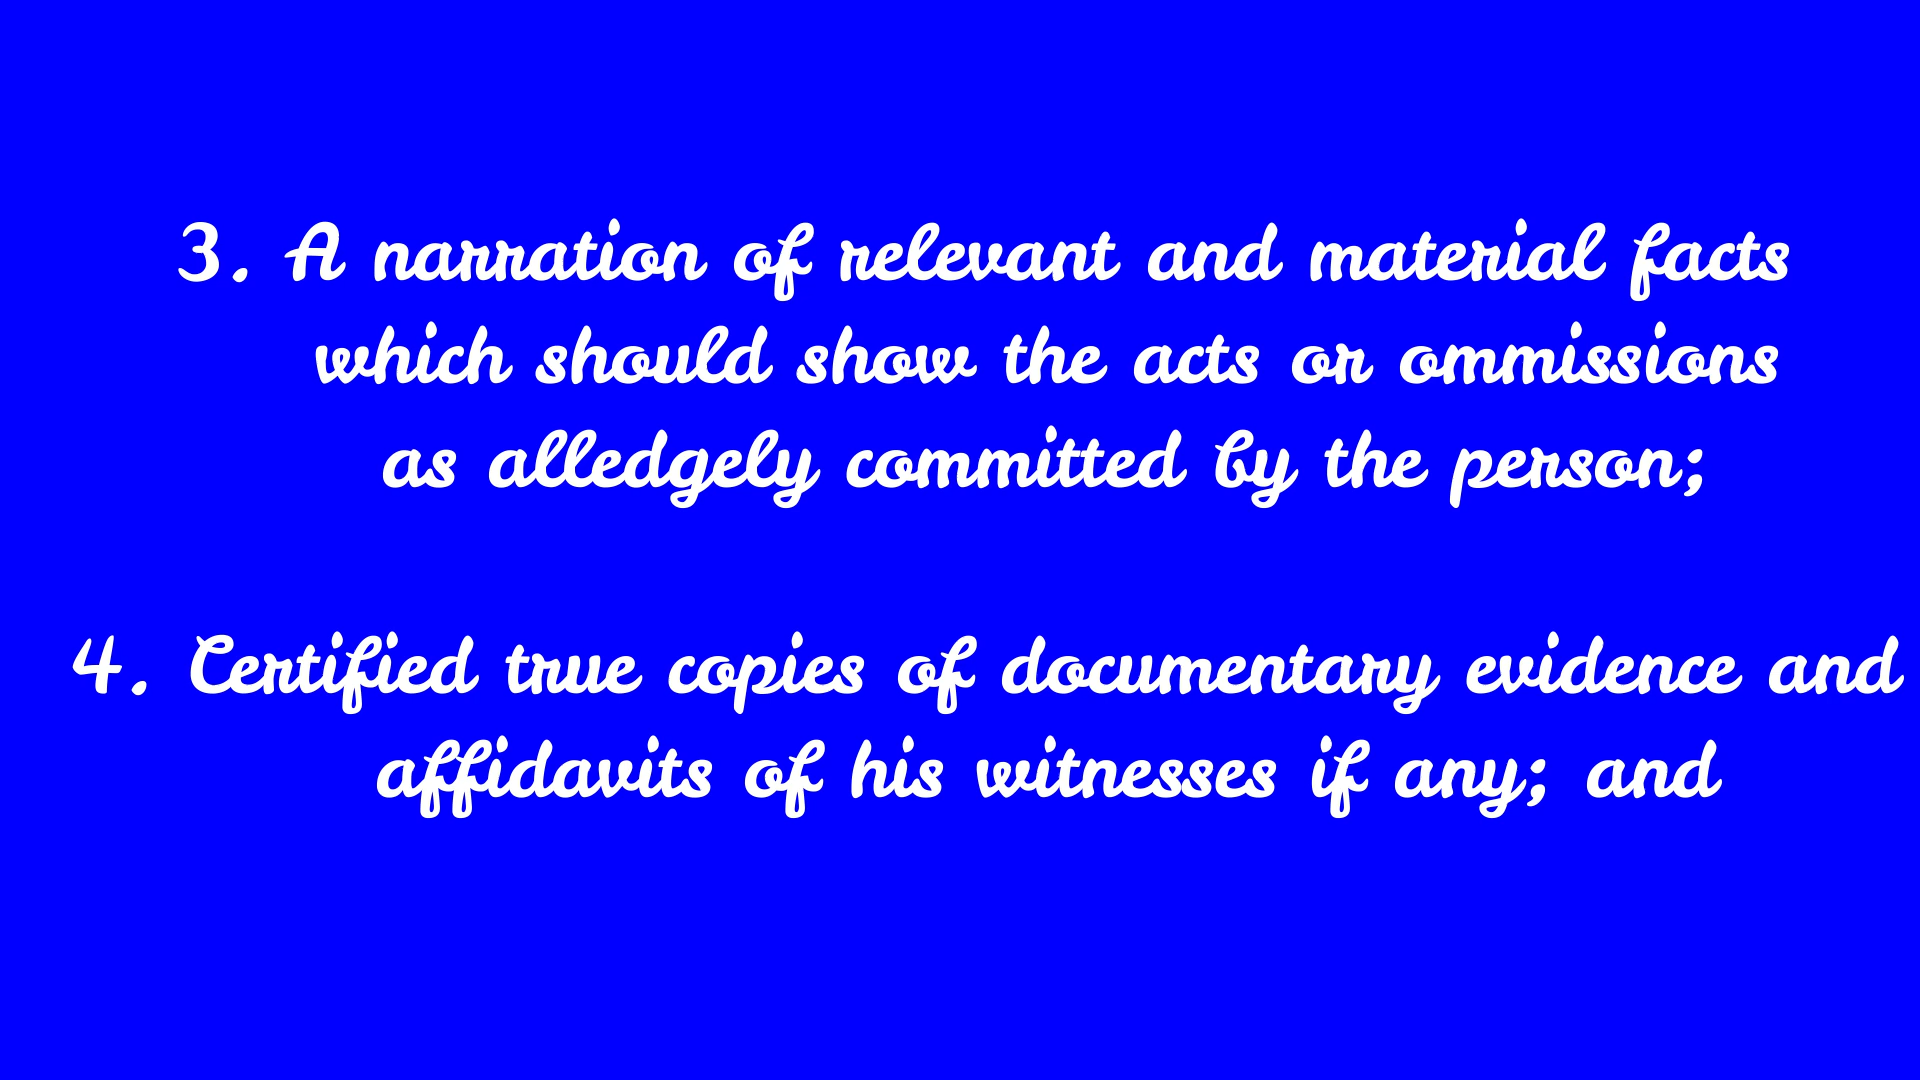 3. A narration of relevant and material facts
which should show the acts or ommissions
as alledgely committed by the person;
4. Certified true copies of documentary evidence and
affidavits of his witnesses if any; and